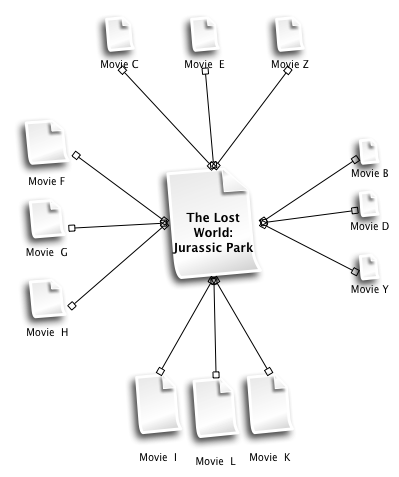 Movie C
Movie E
Movie Z
Movie F
Movie B
Movie G
The Lost
World:
Jurassic Park
Movie D
Movie H
Movie Y
Movie I
Movie L
Movie K